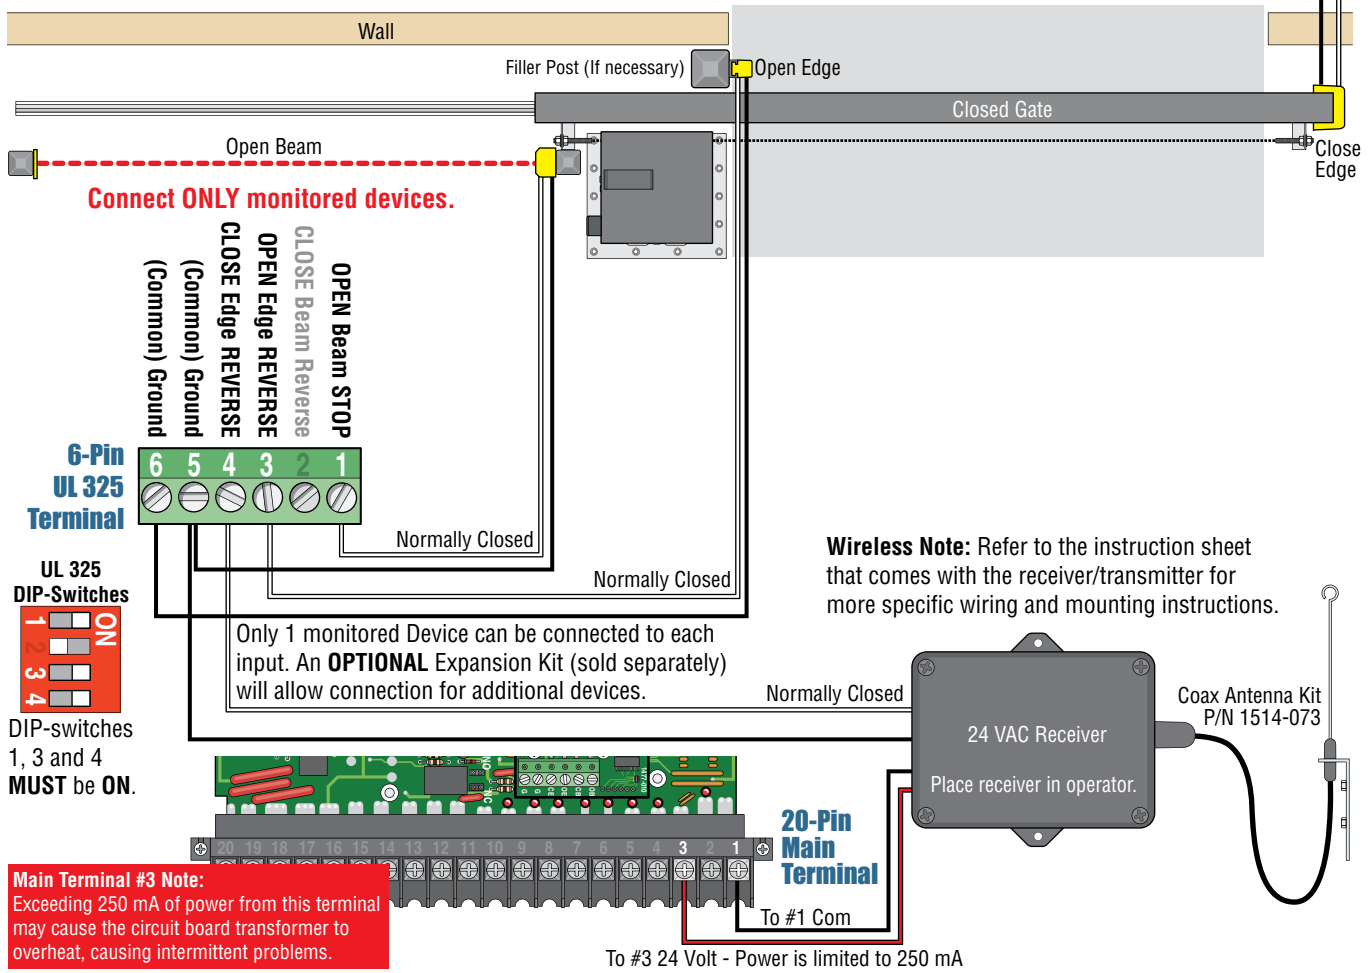 Wall
Filler Post (If necessary)
Open Edge
Closed Gate
Close
Edge
Open Beam
Connect ONLY monitored devices.
(Common) Ground
(Common) Ground
CLOSE Edge REVERSE
OPEN Edge REVERSE
CLOSE Beam Reverse
OPEN Beam STOP
6-Pin
UL 325
Terminal
6 5 4 3 2 1
Normally Closed
Normally Closed
UL 325
DIP-Switches
ON
1
2
3
4
DIP-switches
1, 3 and 4
MUST be ON.
Only 1 monitored Device can be connected to each
input. An OPTIONAL Expansion Kit (sold separately)
will allow connection for additional devices.
Wireless Note: Refer to the instruction sheet
that comes with the receiver/transmitter for
more specific wiring and mounting instructions.
Normally Closed
24 VAC Receiver
Place receiver in operator.
Coax Antenna Kit
P/N 1514-073
20-Pin
Main
Terminal
20 19 18 17 16 15 14 13 12 11 10 9 8 7 6 5 4 3 2 1
Main Terminal #3 Note:
Exceeding 250 mA of power from this terminal
may cause the circuit board transformer to
overheat, causing intermittent problems.
To #1 Com
To #3 24 Volt - Power is limited to 250 mA